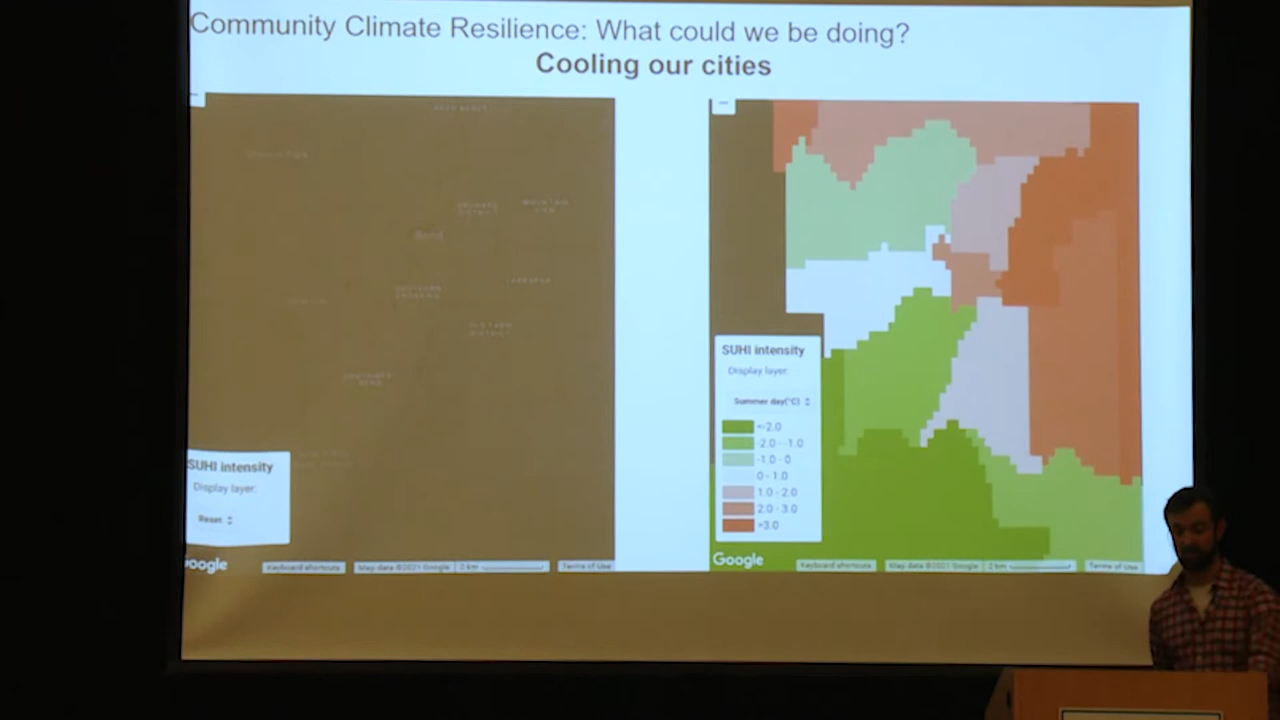 Community Climate Resilience: What could we be doing?
Cooling our cities
Bend
SUHI intensity
Display layer:
Reset
oogle
Keyboard shortcuts
Map data ©2021 Google
2 km
Terms of Use
SUHI intensity
Display layer:
Summer day(°C)
<-2.0
-2.0 - -1.0
-1.0 - 0
0 - 1.0
1.0 - 2.0
2.0 - 3.0
>3.0
Google
Keyboard shortcuts
Map data ©2021 Google
2 km
Terms of Use